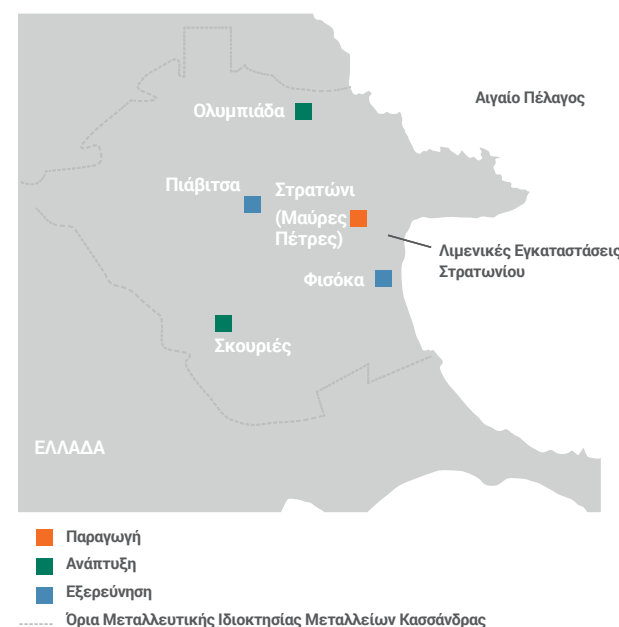 Αιγαίο Πέλαγος
Ολυμπιάδα
Πιάβιτσα
Στρατώνι
(Μαύρες
Πέτρες)
Λιμενικές Εγκαταστάσεις
Στρατωνίου
Φισόκα
Σκουριές
ΕΛΛΑΔΑ
Παραγωγή
Ανάπτυξη
Εξερεύνηση
Όρια Μεταλλευτικής Ιδιοκτησίας Μεταλλείων Κασσάνδρας